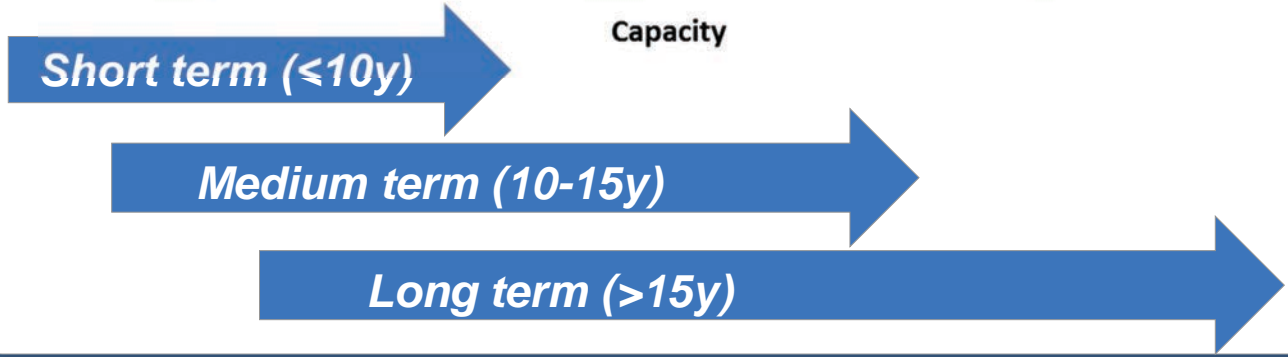 Capacity
Short term (≤10y)
Medium term (10-15y)
Long term (>15y)